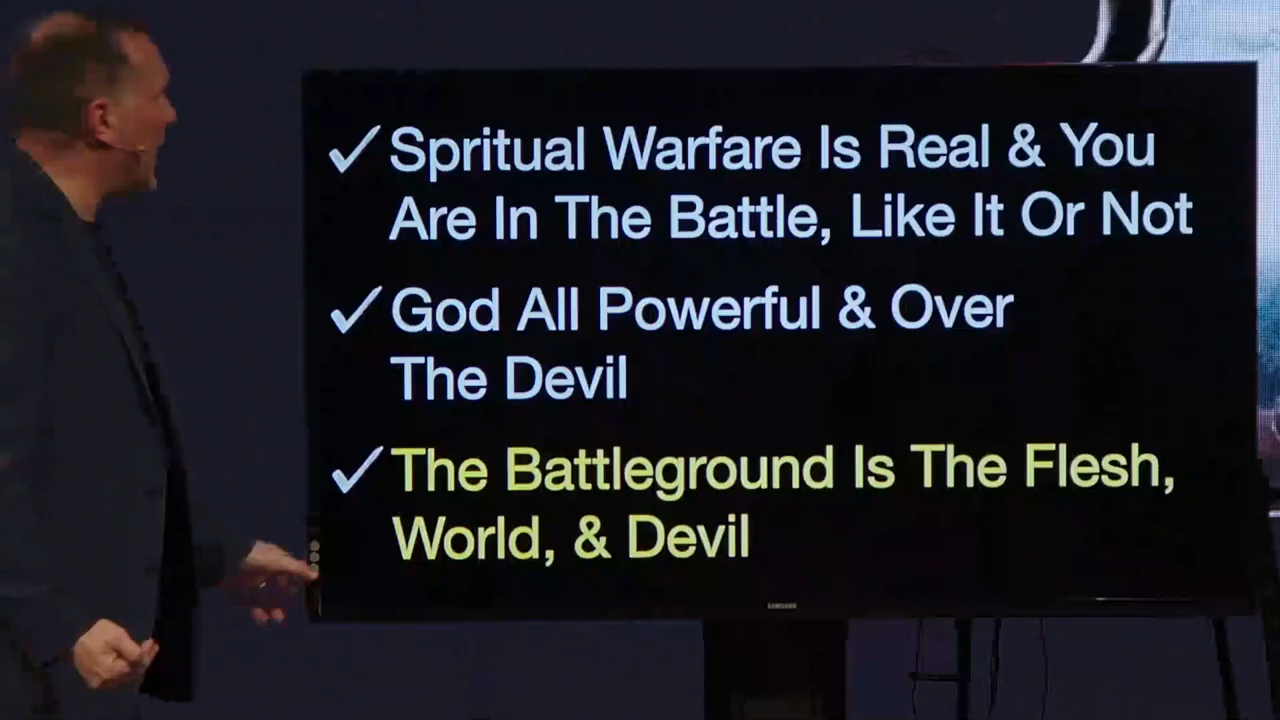 ✓ Spritual Warfare Is Real & You
Are In The Battle, Like It Or Not
✓ God All Powerful & Over
The Devil
✓ The Battleground Is The Flesh,
World, & Devil
SAMSUNG